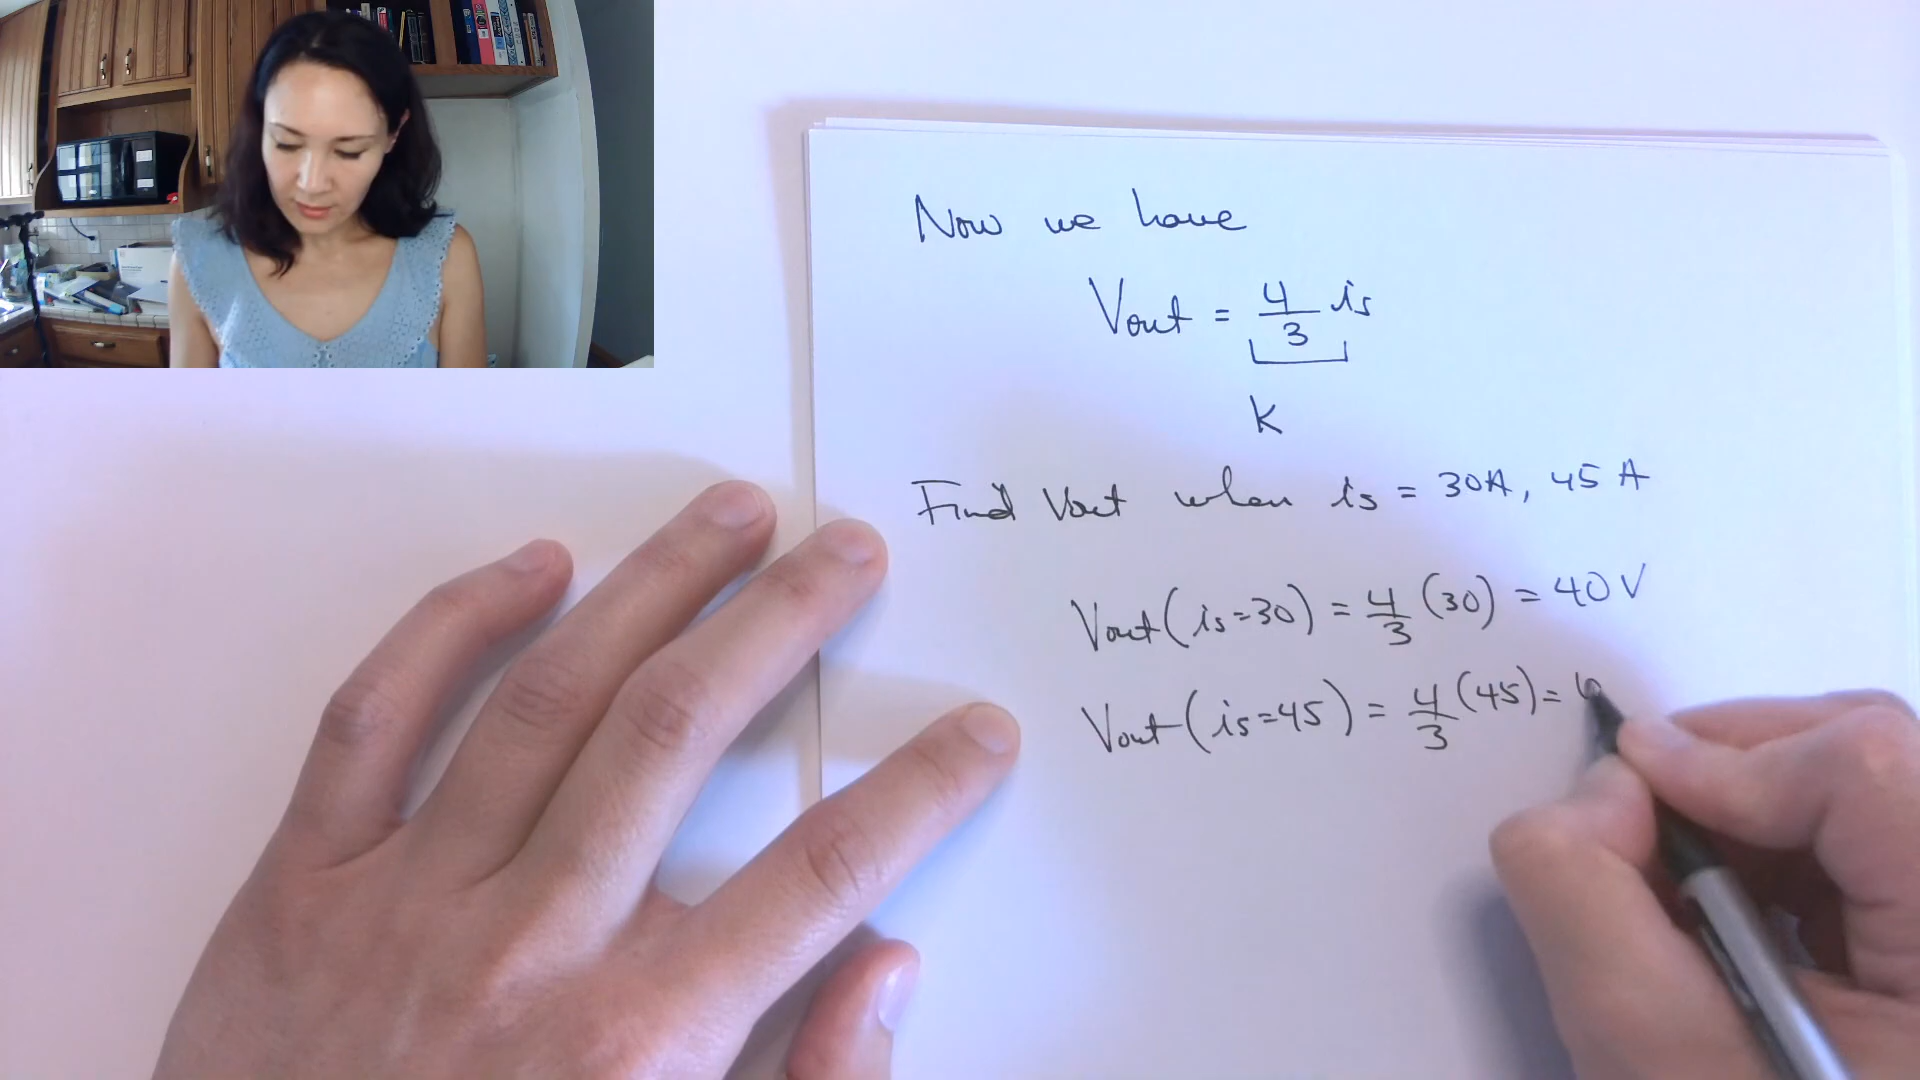 Now we have
Vout = 4/3 is
K
Find Vout when is = 30A, 45 A
Vout(is=30) = 4/3 (30) = 40 V
Vout(is=45) = 4/3 (45) = 6